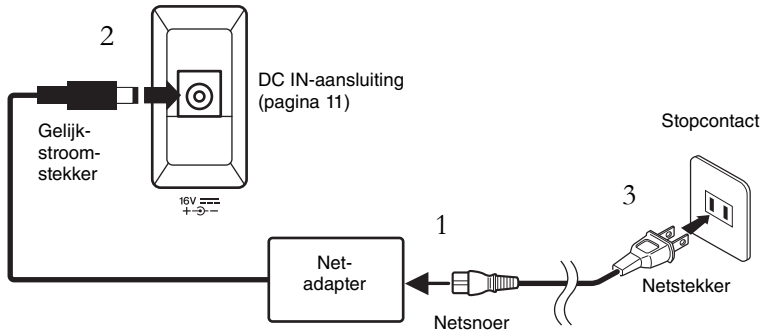 2
DC IN-aansluiting
(pagina 11)
Gelijk-
stroom-
stekker
16V
Stopcontact
1
3
Net-
adapter
Netsnoer
Netstekker